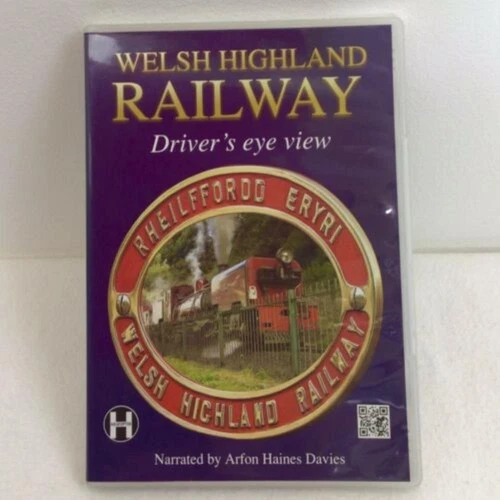 WELSH HIGHLAND
RAILWAY
Driver's eye view
RHEILFFORDD ERYRI
WELSH HIGHLAND RAILWAY
H
Narrated by Arfon Haines Davies